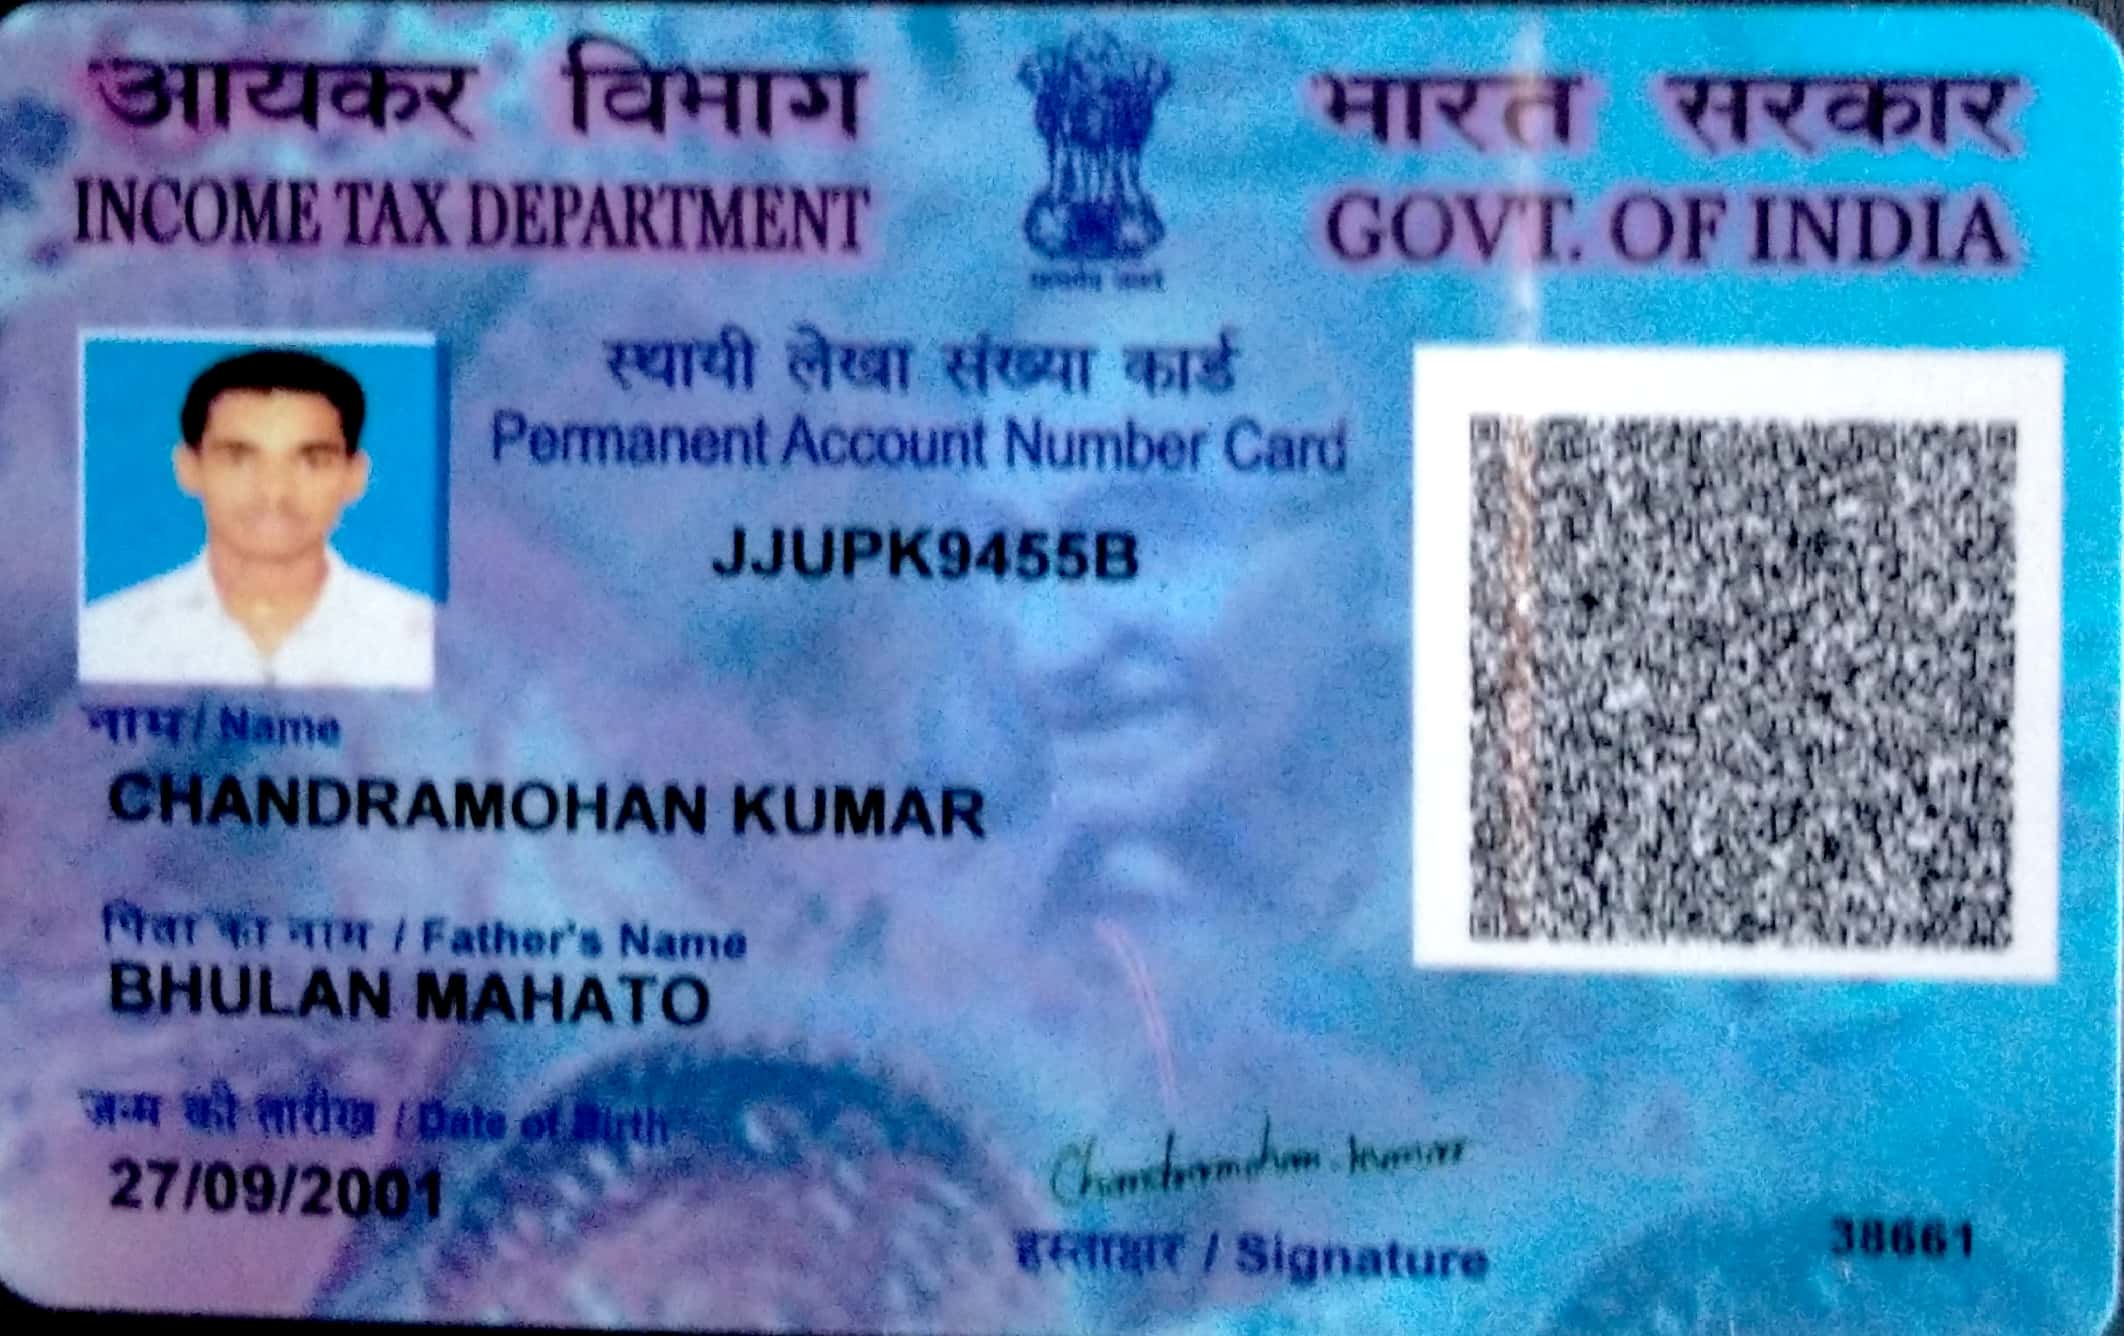 आयकर विभाग
INCOME TAX DEPARTMENT
भारत सरकार
GOVT. OF INDIA
सत्यमेव जयते
स्थायी लेखा संख्या कार्ड
Permanent Account Number Card
JJUPK9455B
नाम / Name
CHANDRAMOHAN KUMAR
पिता का नाम / Father's Name
BHULAN MAHATO
जन्म की तारीख / Date of Birth
27/09/2001
Chandramohan Kumar
हस्ताक्षर / Signature
38661